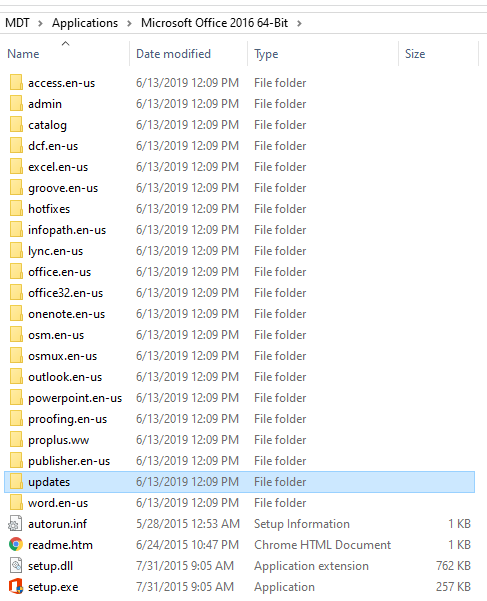 MDT > Applications > Microsoft Office 2016 64-Bit >
Name Date modified Type Size
access.en-us 6/13/2019 12:09 PM File folder
admin 6/13/2019 12:09 PM File folder
catalog 6/13/2019 12:09 PM File folder
dcf.en-us 6/13/2019 12:09 PM File folder
excel.en-us 6/13/2019 12:09 PM File folder
groove.en-us 6/13/2019 12:09 PM File folder
hotfixes 6/13/2019 12:09 PM File folder
infopath.en-us 6/13/2019 12:09 PM File folder
lync.en-us 6/13/2019 12:09 PM File folder
office.en-us 6/13/2019 12:09 PM File folder
office32.en-us 6/13/2019 12:09 PM File folder
onenote.en-us 6/13/2019 12:09 PM File folder
osm.en-us 6/13/2019 12:09 PM File folder
osmux.en-us 6/13/2019 12:09 PM File folder
outlook.en-us 6/13/2019 12:09 PM File folder
powerpoint.en-us 6/13/2019 12:09 PM File folder
proofing.en-us 6/13/2019 12:09 PM File folder
proplus.ww 6/13/2019 12:09 PM File folder
publisher.en-us 6/13/2019 12:09 PM File folder
updates 6/13/2019 12:09 PM File folder
word.en-us 6/13/2019 12:09 PM File folder
autorun.inf 5/28/2015 12:53 AM Setup Information 1 KB
readme.htm 6/24/2015 10:47 PM Chrome HTML Document 1 KB
setup.dll 7/31/2015 9:05 AM Application extension 762 KB
setup.exe 7/31/2015 9:05 AM Application 257 KB